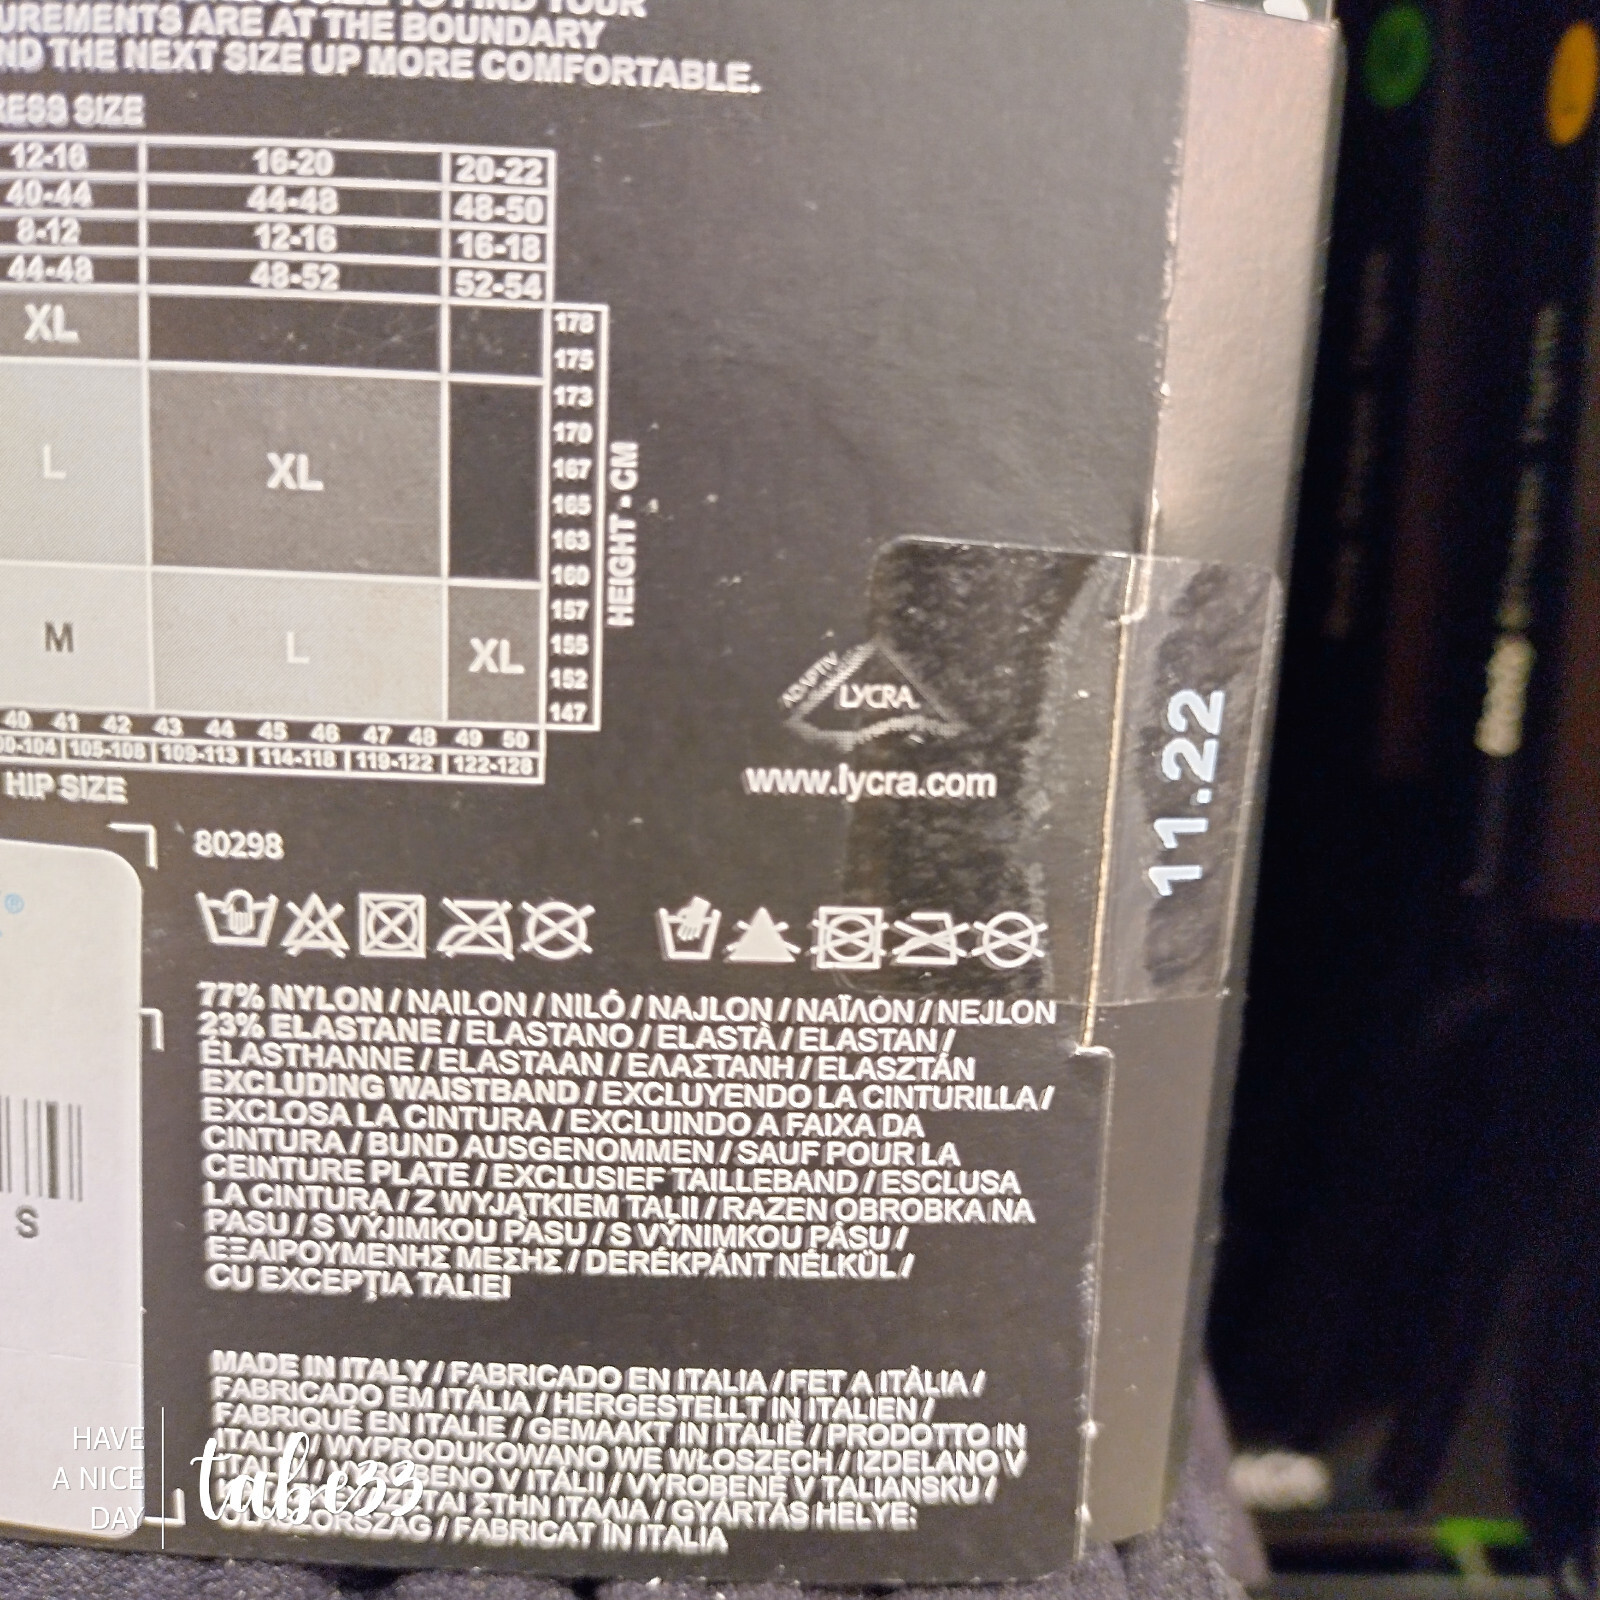 UREMENTS ARE AT THE BOUNDARY
ND THE NEXT SIZE UP MORE COMFORTABLE.
RESS SIZE
12-16 16-20 20-22
40-44 44-48 48-50
8-12 12-16 16-18
44-48 48-52 52-54
XL
L XL
M L XL
178
175
173
170
167
165
163
160
157
155
152
147
HEIGHT - CM
40 41 42 43 44 45 46 47 48 49 50
99-104 105-108 109-113 114-118 119-122 122-128
HIP SIZE
ADAPTIV
LYCRA
www.lycra.com
11.22
80298
77% NYLON / NAILON / NILÓ / NAJLON / NAÏΛON / NEJLON
23% ELASTANE / ELASTANO / ELASTÀ / ELASTAN /
ÉLASTHANNE / ELASTAAN / ΕΛΑΣΤΑΝΗ / ELASZTÁN
EXCLUDING WAISTBAND / EXCLUYENDO LA CINTURILLA /
EXCLOSA LA CINTURA / EXCLUINDO A FAIXA DA
CINTURA / BUND AUSGENOMMEN / SAUF POUR LA
CEINTURE PLATE / EXCLUSIEF TAILLEBAND / ESCLUSA
LA CINTURA / Z WYJĄTKIEM TALII / RAZEN OBROBKA NA
PASU / S VÝJIMKOU PASU / S VÝNIMKOU PÁSU /
ΕΞΑΙΡΟΥΜΕΝΗΣ ΜΕΣΗΣ / DERÉKPÁNT NÉLKÜL /
CU EXCEPȚIA TALIEI
S
MADE IN ITALY / FABRICADO EN ITALIA / FET A ITÀLIA /
FABRICADO EM ITÁLIA / HERGESTELLT IN ITALIEN /
FABRIQUÉ EN ITALIE / GEMAAKT IN ITALIË / PRODOTTO IN
ITALIA / WYPRODUKOWANO WE WŁOSZECH / IZDELANO V
V ITÁLII / VYROBENÉ V TALIANSKU /
ΣΤΗΝ ΙΤΑΛΙΑ / GYÁRTÁS HELYE:
OLASZORSZÁG / FABRICAT ÎN ITALIA
HAVE
A NICE
DAY
tabe33